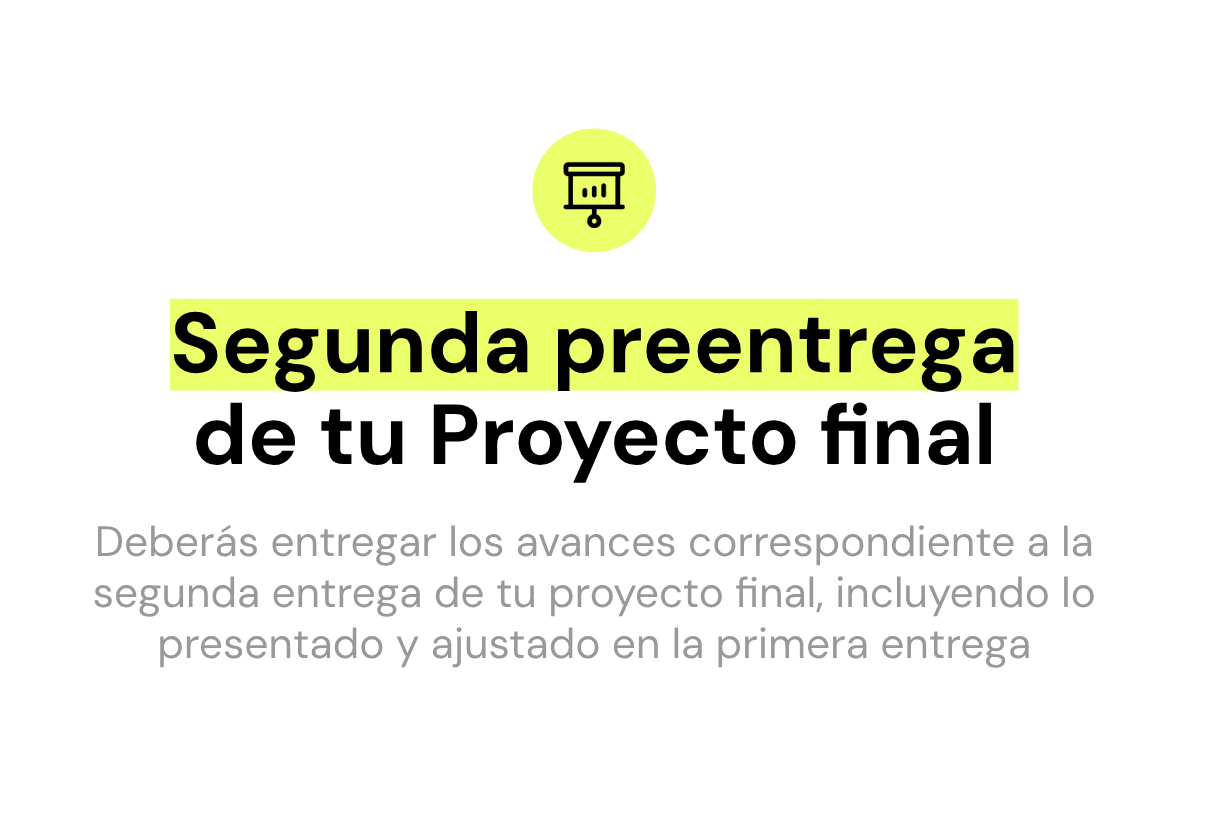 Segunda preentrega
de tu Proyecto final
Deberás entregar los avances correspondiente a la
segunda entrega de tu proyecto final, incluyendo lo
presentado y ajustado en la primera entrega